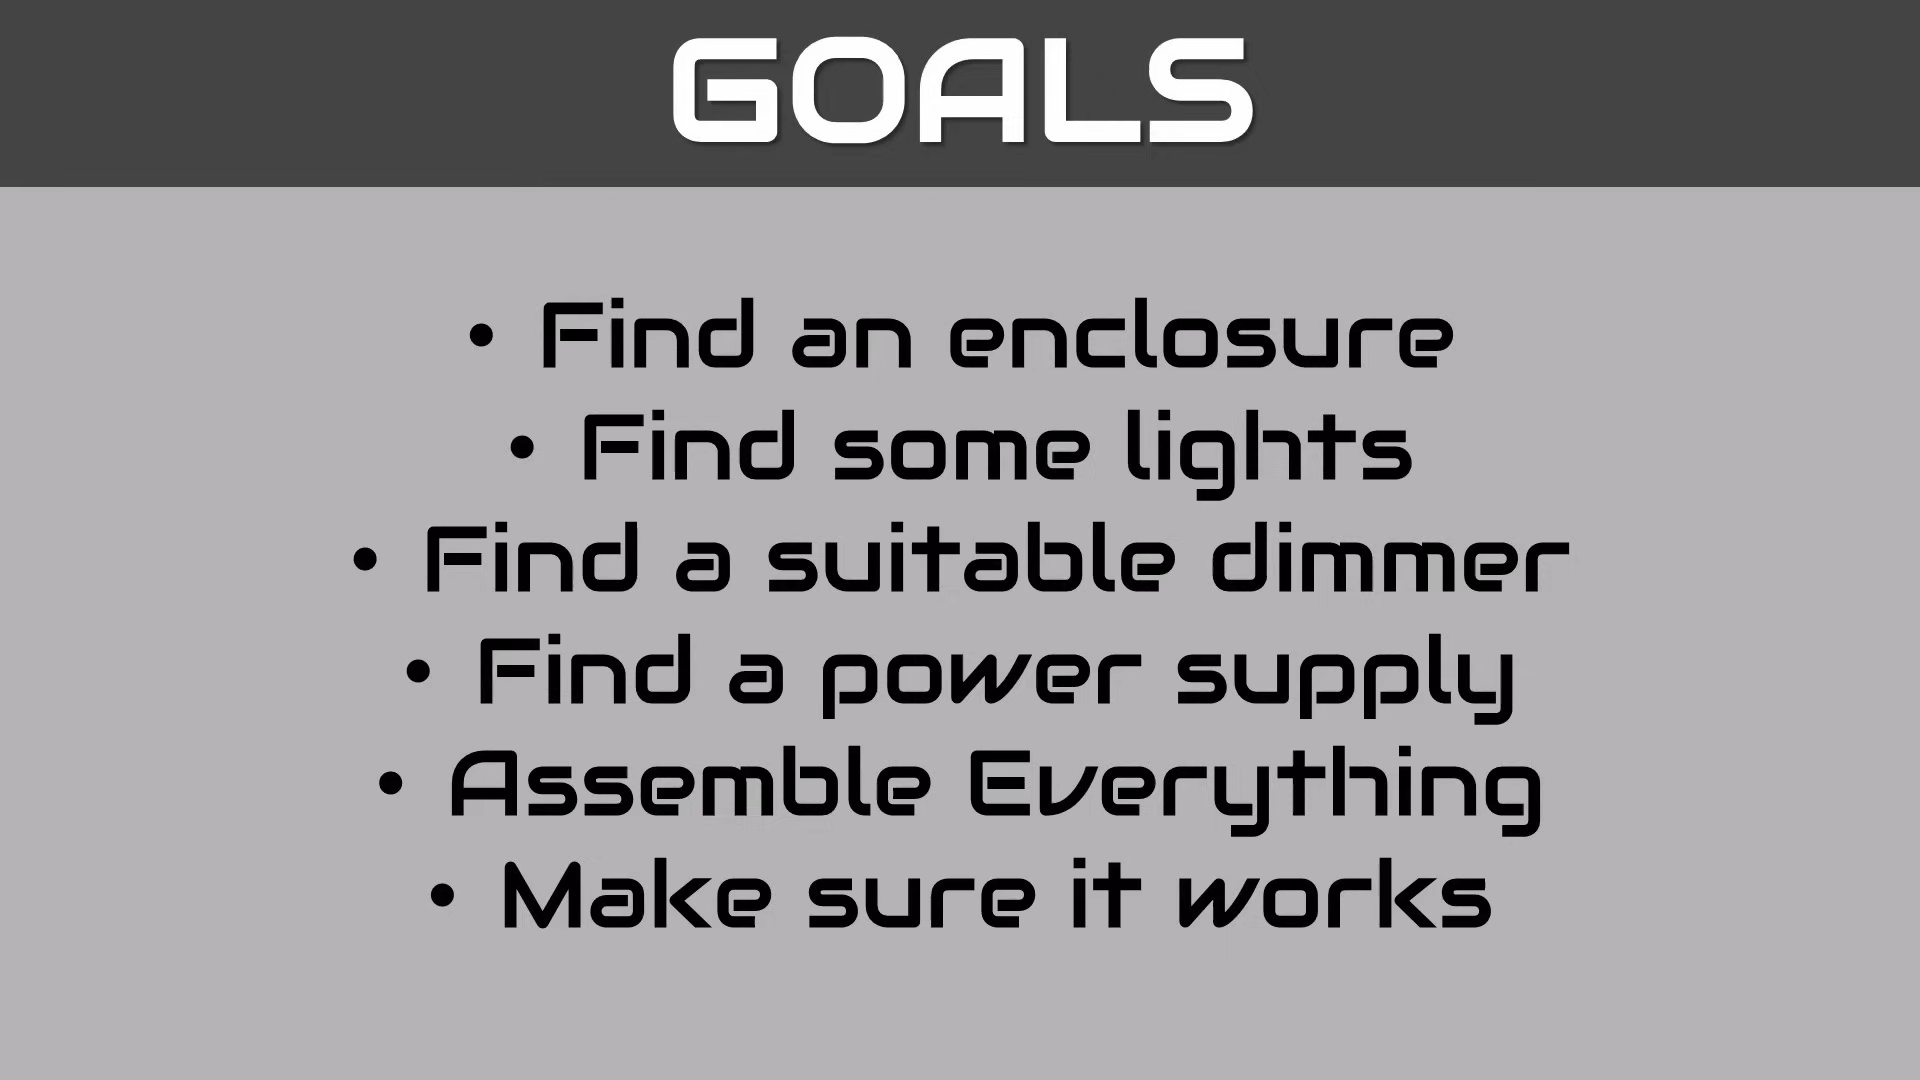 GOALS
• Find an enclosure
• Find some lights
• Find a suitable dimmer
• Find a power supply
• Assemble Everything
• Make sure it works